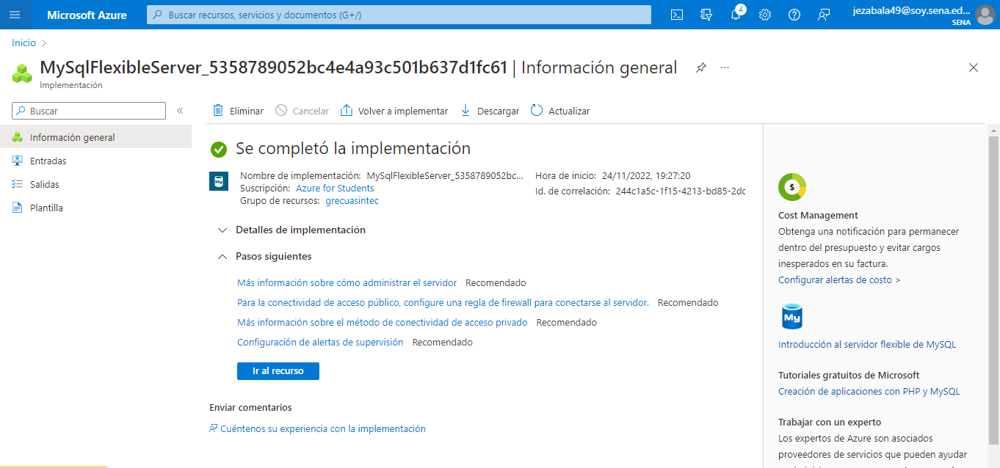 Microsoft Azure
Buscar recursos, servicios y documentos (G+/)
4
jezabala49@soy.sena.ed...
SENA
Inicio
MySqlFlexibleServer_5358789052bc4e4a93c501b637d1fc61 | Información general
Implementación
Buscar
Información general
Entradas
Salidas
Plantilla
Eliminar Cancelar Volver a implementar Descargar Actualizar
Se completó la implementación
My
Nombre de implementación: MySqlFlexibleServer_5358789052bc...
Suscripción: Azure for Students
Grupo de recursos: grecuasintec
Hora de inicio: 24/11/2022, 19:27:20
Id. de correlación: 244c1a5c-1f15-4213-bd85-2dc
Detalles de implementación
Pasos siguientes
Más información sobre cómo administrar el servidor Recomendado
Para la conectividad de acceso público, configure una regla de firewall para conectarse al servidor. Recomendado
Más información sobre el método de conectividad de acceso privado Recomendado
Configuración de alertas de supervisión Recomendado
Ir al recurso
Enviar comentarios
Cuéntenos su experiencia con la implementación
$
Cost Management
Obtenga una notificación para permanecer
dentro del presupuesto y evitar cargos
inesperados en su factura.
Configurar alertas de costo >
My
Introducción al servidor flexible de MySQL
Tutoriales gratuitos de Microsoft
Creación de aplicaciones con PHP y MySQL
Trabajar con un experto
Los expertos de Azure son asociados
proveedores de servicios que pueden ayudar